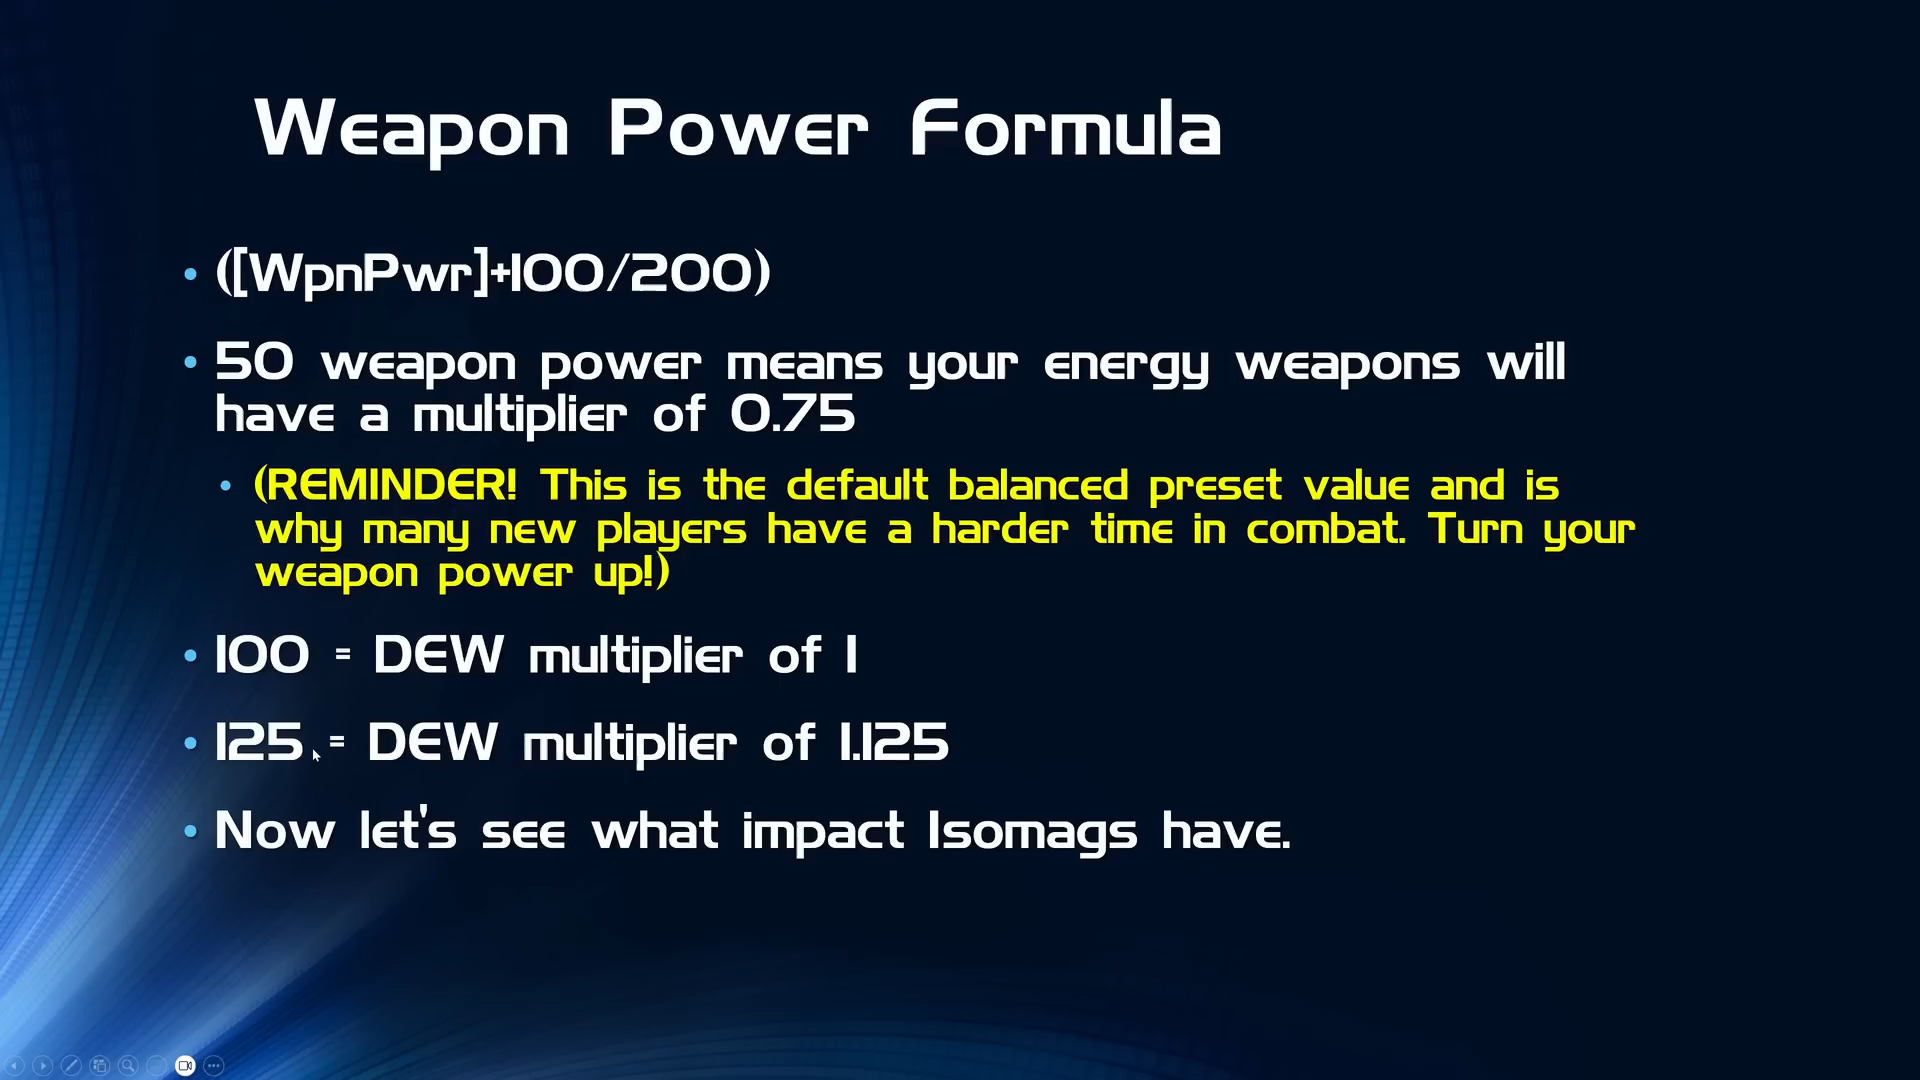 Weapon Power Formula
• ([WpnPwr]+100/200)
• 50 weapon power means your energy weapons will
have a multiplier of 0.75
• (REMINDER! This is the default balanced preset value and is
why many new players have a harder time in combat. Turn your
weapon power up!)
• 100 = DEW multiplier of 1
• 125 = DEW multiplier of 1.125
• Now let's see what impact Isomags have.